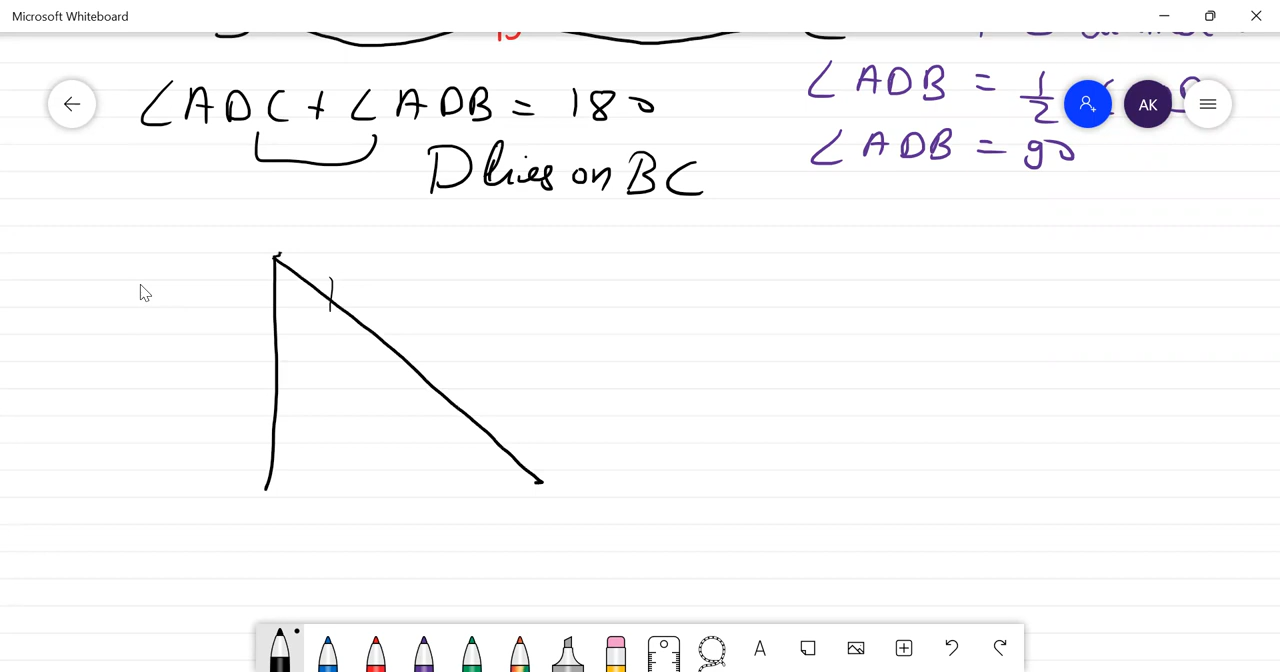 Microsoft Whiteboard
∠ADC + ∠ADB = 180
D lies on BC
∠ADB = 1/2
∠ADB = 90
AK
A